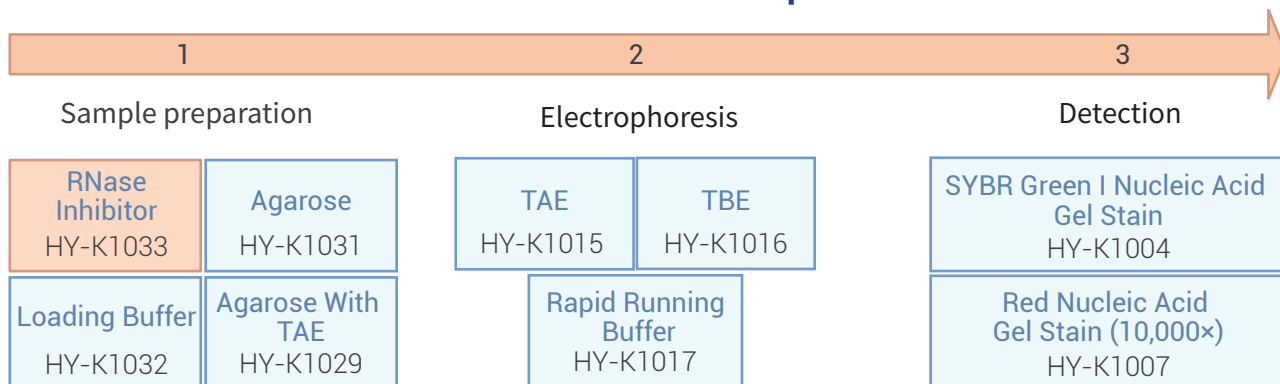 1
2
3
Sample preparation
Electrophoresis
Detection
RNase
Inhibitor
HY-K1033
Agarose
HY-K1031
TAE
HY-K1015
TBE
HY-K1016
SYBR Green I Nucleic Acid
Gel Stain
HY-K1004
Loading Buffer
HY-K1032
Agarose With
TAE
HY-K1029
Rapid Running
Buffer
HY-K1017
Red Nucleic Acid
Gel Stain (10,000×)
HY-K1007